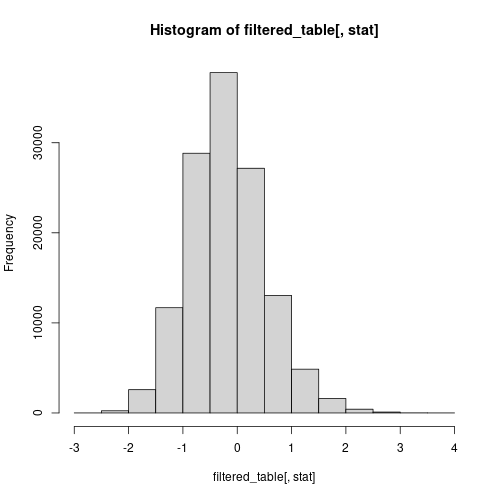 Histogram of filtered_table[, stat]
Frequency
30000
20000
10000
0
-3 -2 -1 0 1 2 3 4
filtered_table[, stat]